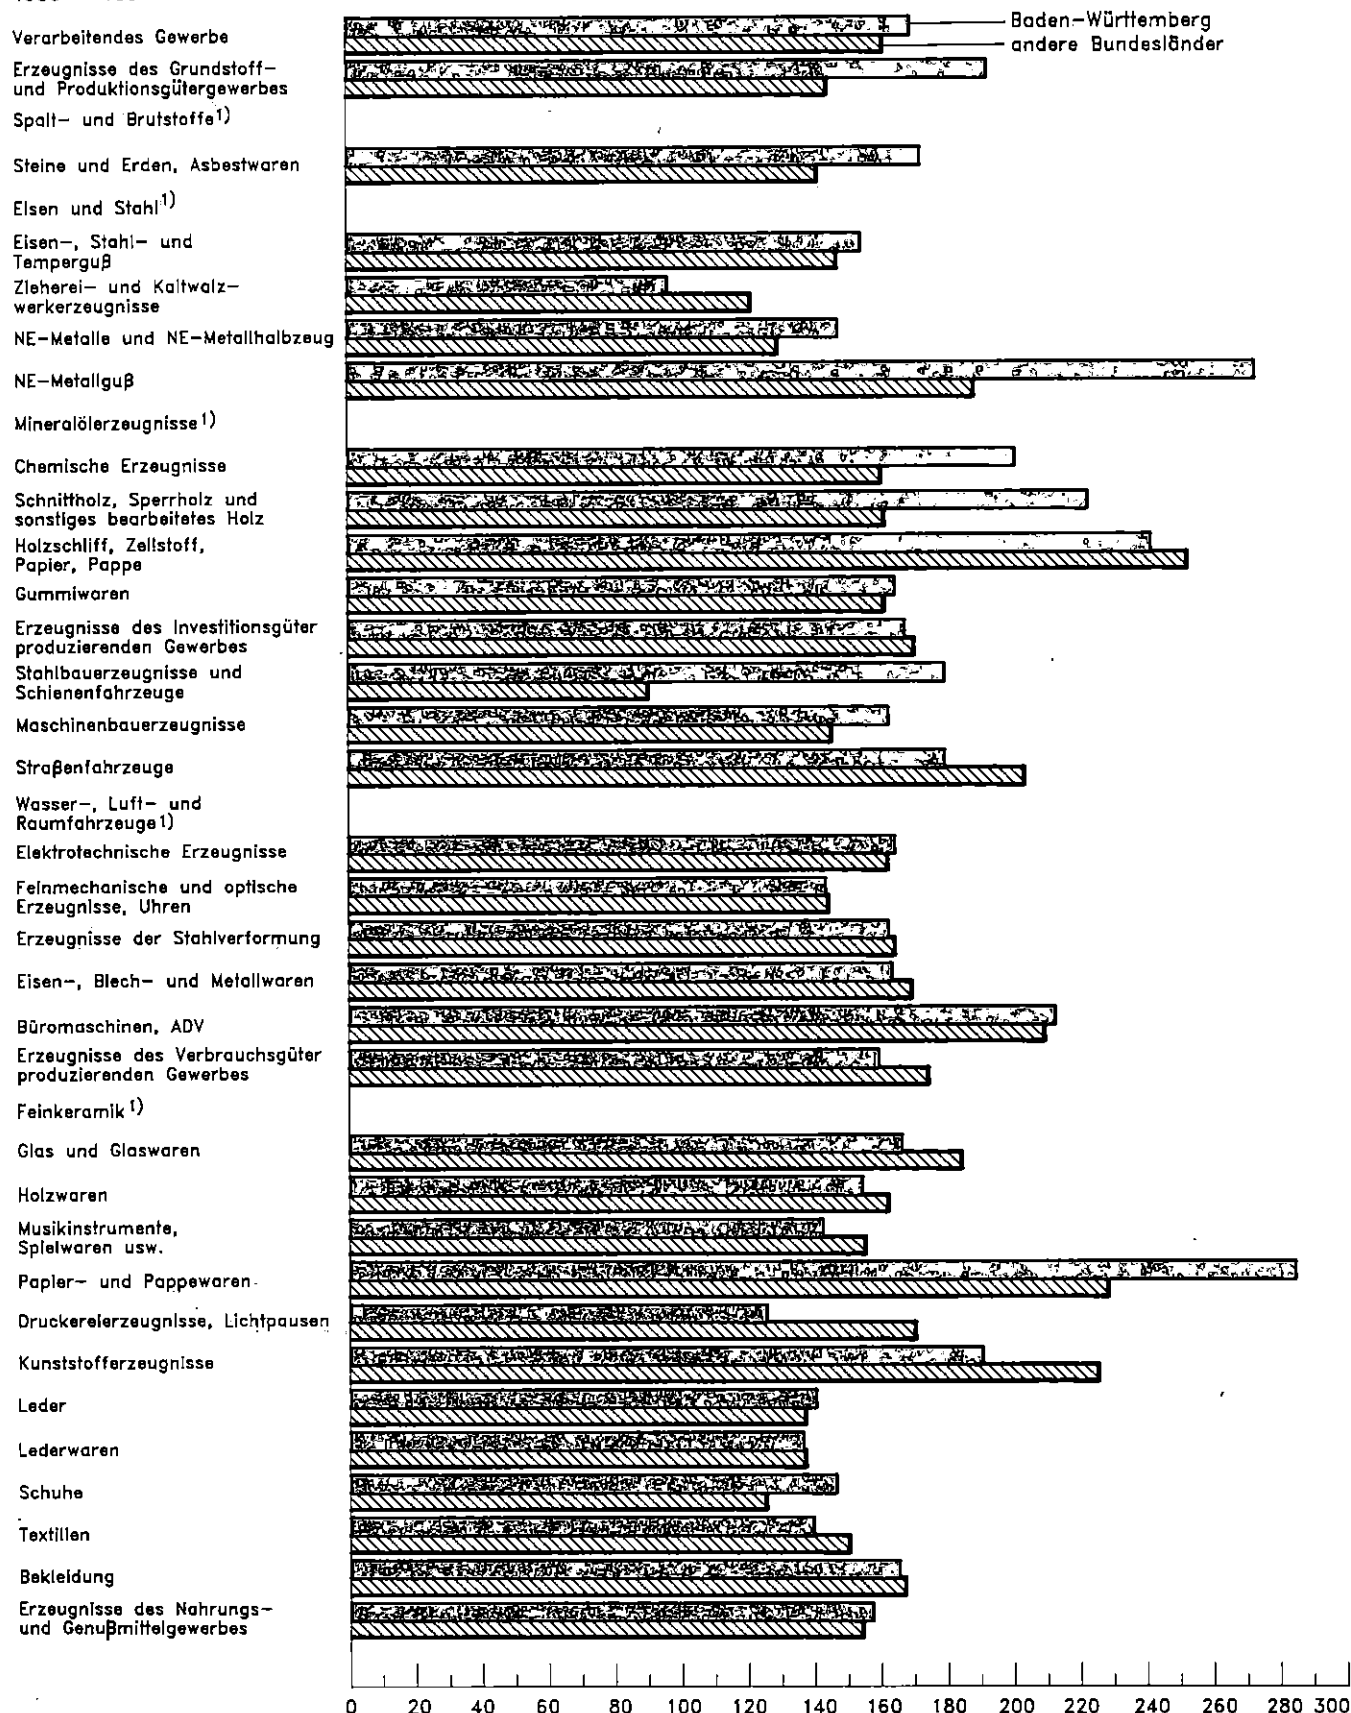 Baden-Württemberg
Verarbeitendes Gewerbe
andere Bundesländer
Erzeugnisse des Grundstoff-
und Produktionsgütergewerbes
Spalt- und Brutstoffe1)
Steine und Erden, Asbestwaren
Eisen und Stahl1)
Eisen-, Stahl- und
Temperguß
Zieherei- und Kaltwalz-
werkerzeugnisse
NE-Metalle und NE-Metallhalbzeug
NE-Metallguß
Mineralölerzeugnisse1)
Chemische Erzeugnisse
Schnittholz, Sperrholz und
sonstiges bearbeitetes Holz
Holzschliff, Zellstoff,
Papier, Pappe
Gummiwaren
Erzeugnisse des Investitionsgüter
produzierenden Gewerbes
Stahlbauerzeugnisse und
Schienenfahrzeuge
Maschinenbauerzeugnisse
Straßenfahrzeuge
Wasser-, Luft- und
Raumfahrzeuge1)
Elektrotechnische Erzeugnisse
Feinmechanische und optische
Erzeugnisse, Uhren
Erzeugnisse der Stahlverformung
Eisen-, Blech- und Metallwaren
Büromaschinen, ADV
Erzeugnisse des Verbrauchsgüter
produzierenden Gewerbes
Feinkeramik1)
Glas und Glaswaren
Holzwaren
Musikinstrumente,
Spielwaren usw.
Papier- und Pappewaren
Druckereierzeugnisse, Lichtpausen
Kunststofferzeugnisse
Leder
Lederwaren
Schuhe
Textilien
Bekleidung
Erzeugnisse des Nahrungs-
und Genußmittelgewerbes
0 20 40 60 80 100 120 140 160 180 200 220 240 260 280 300